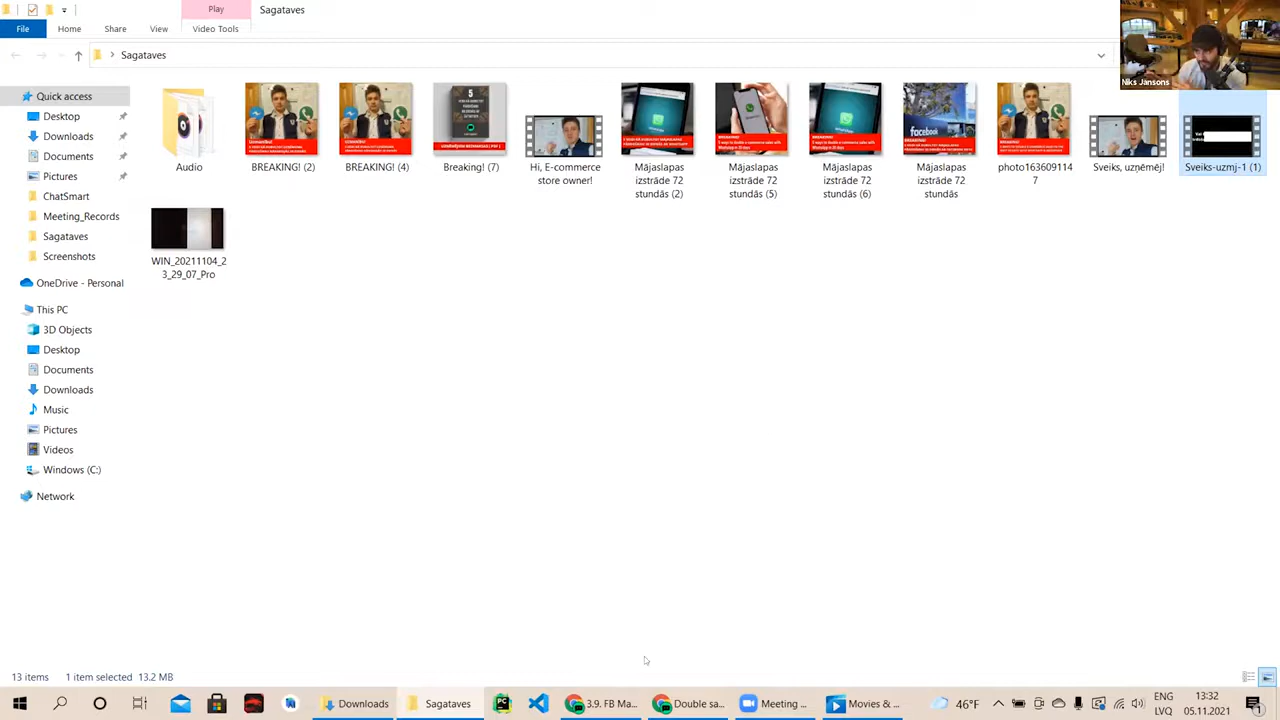 Play
Sagataves
File
Home
Share
View
Video Tools
Sagataves
Niks Jansons
Quick access
Desktop
Downloads
Documents
Pictures
ChatSmart
Meeting_Records
Sagataves
Screenshots
OneDrive - Personal
This PC
3D Objects
Desktop
Documents
Downloads
Music
Pictures
Videos
Windows (C:)
Network
Audio
BREAKING! (2)
BREAKING! (4)
Breaking! (7)
Hi, E-commerce
store owner!
Mājaslapas
izstrāde 72
stundās (2)
Mājaslapas
izstrāde 72
stundās (5)
Mājaslapas
izstrāde 72
stundās (6)
facebook
Mājaslapas
izstrāde 72
stundās
photo163609114
7
Sveiks, uzņēmēj!
Sveiks-uzmj-1 (1)
WIN_20211104_2
3_29_07_Pro
13 items
1 item selected 13.2 MB
Downloads
Sagataves
3.9. FB Ma...
Double sa...
Meeting ...
Movies & ...
46°F
ENG
LVQ
13:32
05.11.2021